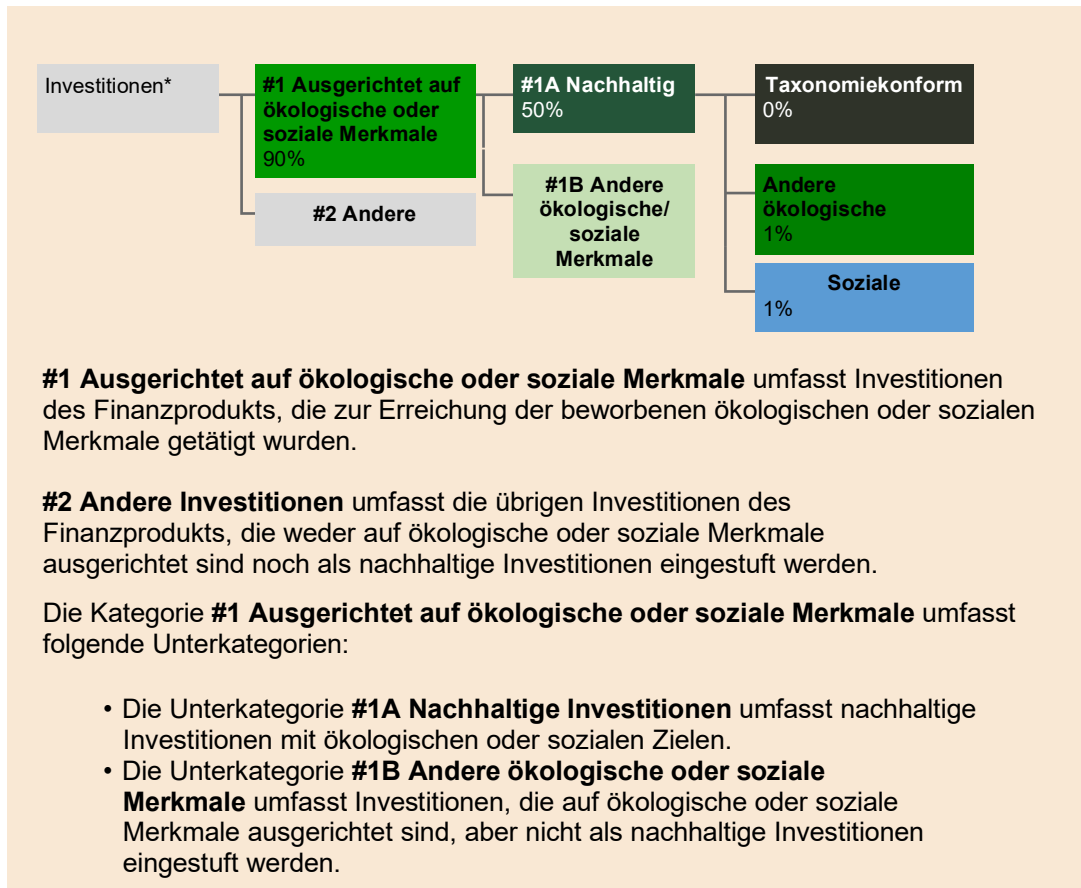 Investitionen*
#1 Ausgerichtet auf
ökologische oder
soziale Merkmale
90%
#2 Andere
#1A Nachhaltig
50%
#1B Andere
ökologische/
soziale
Merkmale
Taxonomiekonform
0%
Andere
ökologische
1%
Soziale
1%
#1 Ausgerichtet auf ökologische oder soziale Merkmale umfasst Investitionen
des Finanzprodukts, die zur Erreichung der beworbenen ökologischen oder sozialen
Merkmale getätigt wurden.
#2 Andere Investitionen umfasst die übrigen Investitionen des
Finanzprodukts, die weder auf ökologische oder soziale Merkmale
ausgerichtet sind noch als nachhaltige Investitionen eingestuft werden.
Die Kategorie #1 Ausgerichtet auf ökologische oder soziale Merkmale umfasst
folgende Unterkategorien:
• Die Unterkategorie #1A Nachhaltige Investitionen umfasst nachhaltige
Investitionen mit ökologischen oder sozialen Zielen.
• Die Unterkategorie #1B Andere ökologische oder soziale
Merkmale umfasst Investitionen, die auf ökologische oder soziale
Merkmale ausgerichtet sind, aber nicht als nachhaltige Investitionen
eingestuft werden.